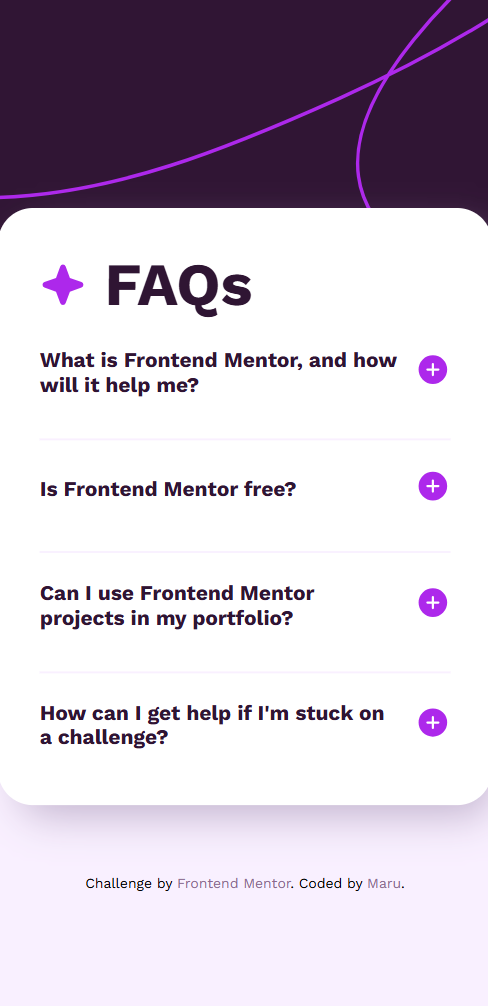 FAQs
What is Frontend Mentor, and how
will it help me?
Is Frontend Mentor free?
Can I use Frontend Mentor
projects in my portfolio?
How can I get help if I'm stuck on
a challenge?
Challenge by Frontend Mentor. Coded by Maru.